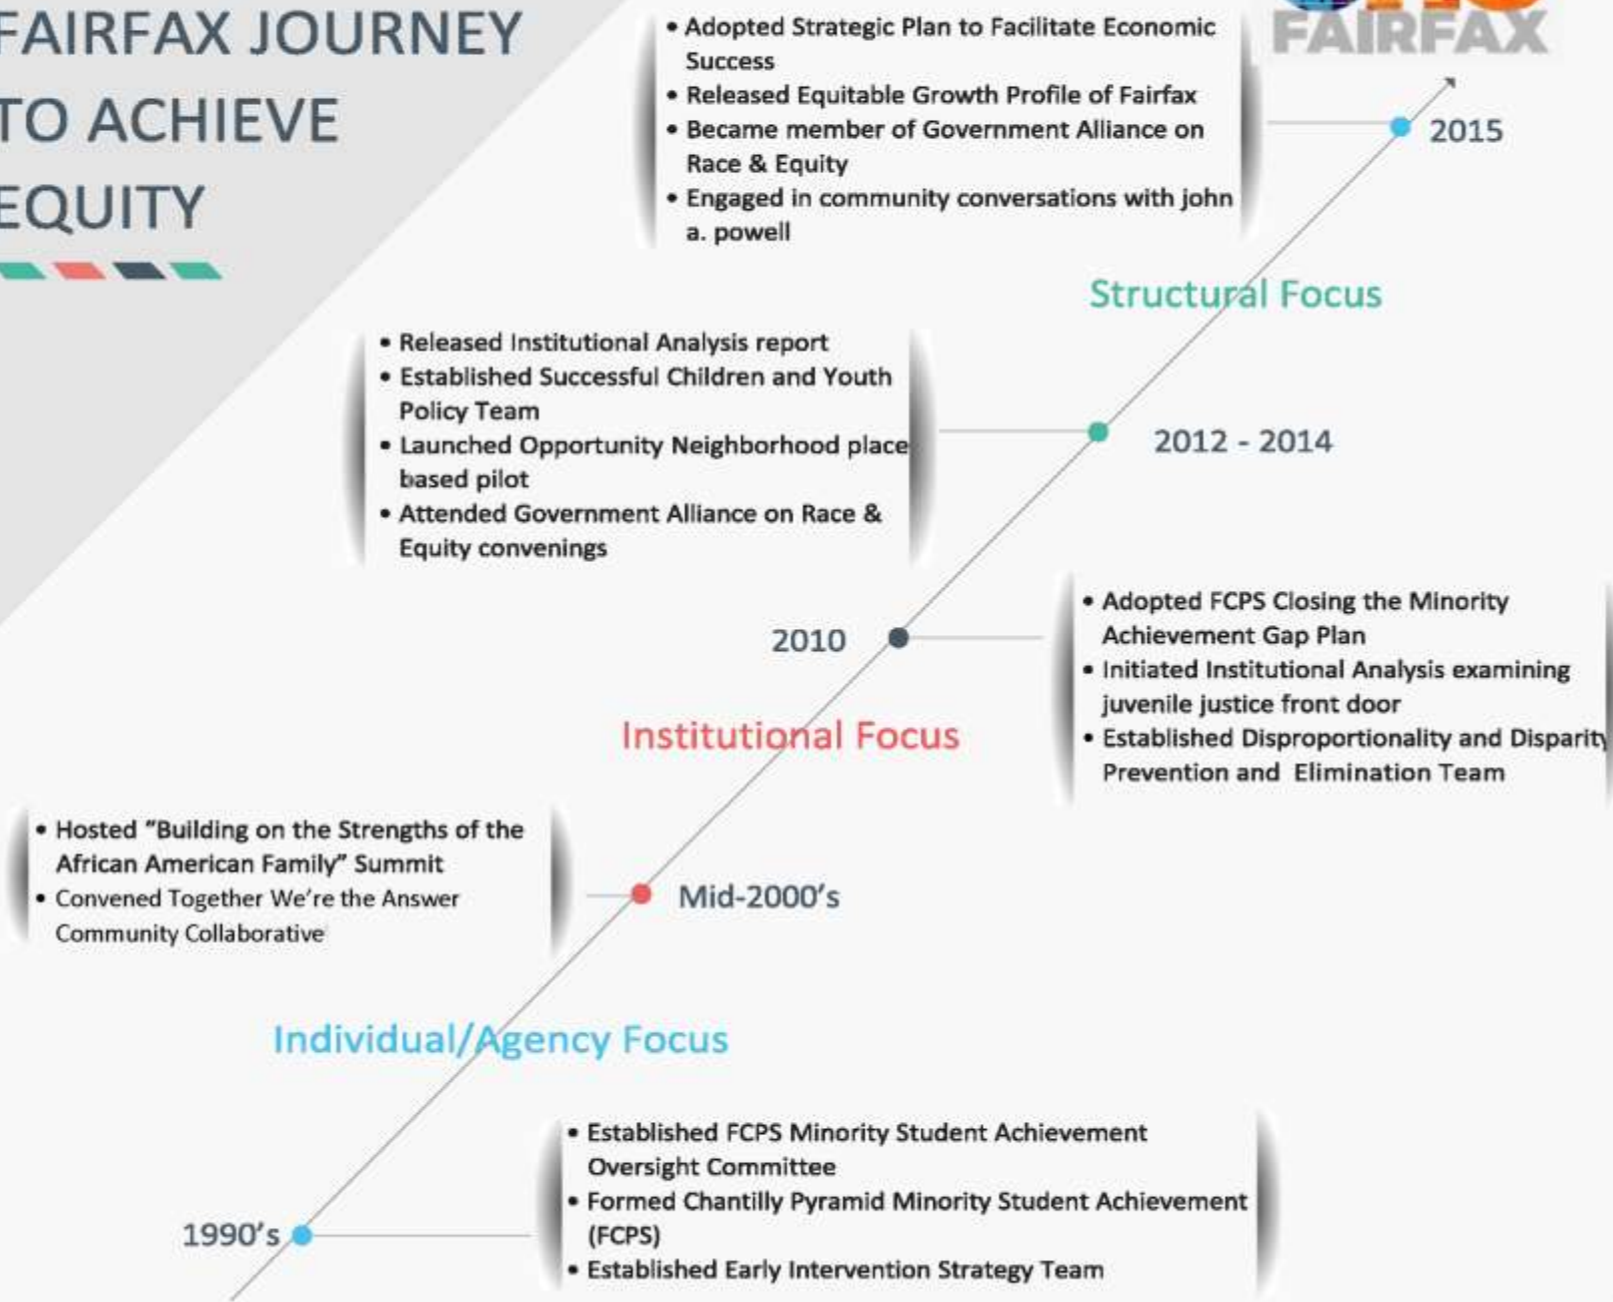 FAIRFAX JOURNEY
TO ACHIEVE
EQUITY
FAIRFAX
• Adopted Strategic Plan to Facilitate Economic
Success
• Released Equitable Growth Profile of Fairfax
• Became member of Government Alliance on
Race & Equity
• Engaged in community conversations with john
a. powell
2015
Structural Focus
• Released Institutional Analysis report
• Established Successful Children and Youth
Policy Team
• Launched Opportunity Neighborhood place
based pilot
• Attended Government Alliance on Race &
Equity convenings
2012 - 2014
2010
• Adopted FCPS Closing the Minority
Achievement Gap Plan
• Initiated Institutional Analysis examining
juvenile justice front door
• Established Disproportionality and Disparity
Prevention and Elimination Team
Institutional Focus
• Hosted “Building on the Strengths of the
African American Family” Summit
• Convened Together We’re the Answer
Community Collaborative
Mid-2000’s
Individual/Agency Focus
1990’s
• Established FCPS Minority Student Achievement
Oversight Committee
• Formed Chantilly Pyramid Minority Student Achievement
(FCPS)
• Established Early Intervention Strategy Team